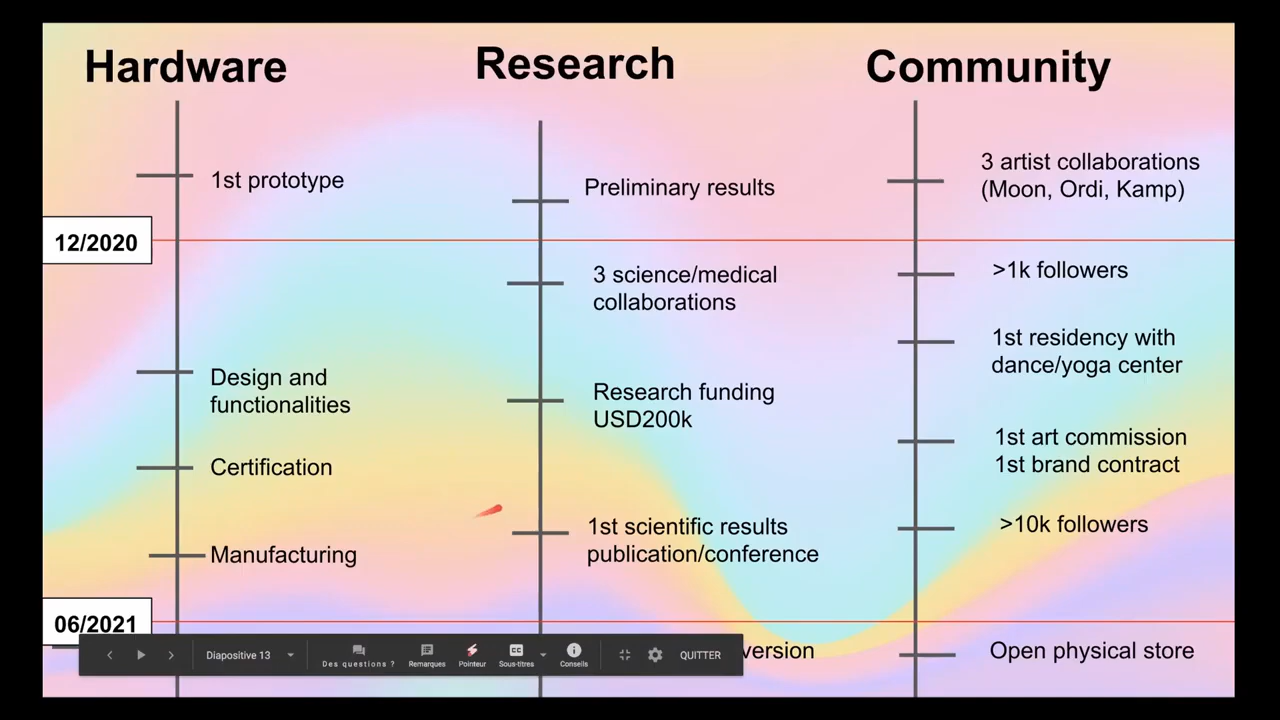 Hardware
Research
Community
1st prototype
Preliminary results
3 artist collaborations
(Moon, Ordi, Kamp)
12/2020
3 science/medical
collaborations
>1k followers
1st residency with
dance/yoga center
Design and
functionalities
Research funding
USD200k
1st art commission
1st brand contract
Certification
1st scientific results
publication/conference
>10k followers
Manufacturing
06/2021
version
Open physical store
Diapositive 13
Des questions ?
Remarques
Pointeur
Sous-titres
Conseils
QUITTER